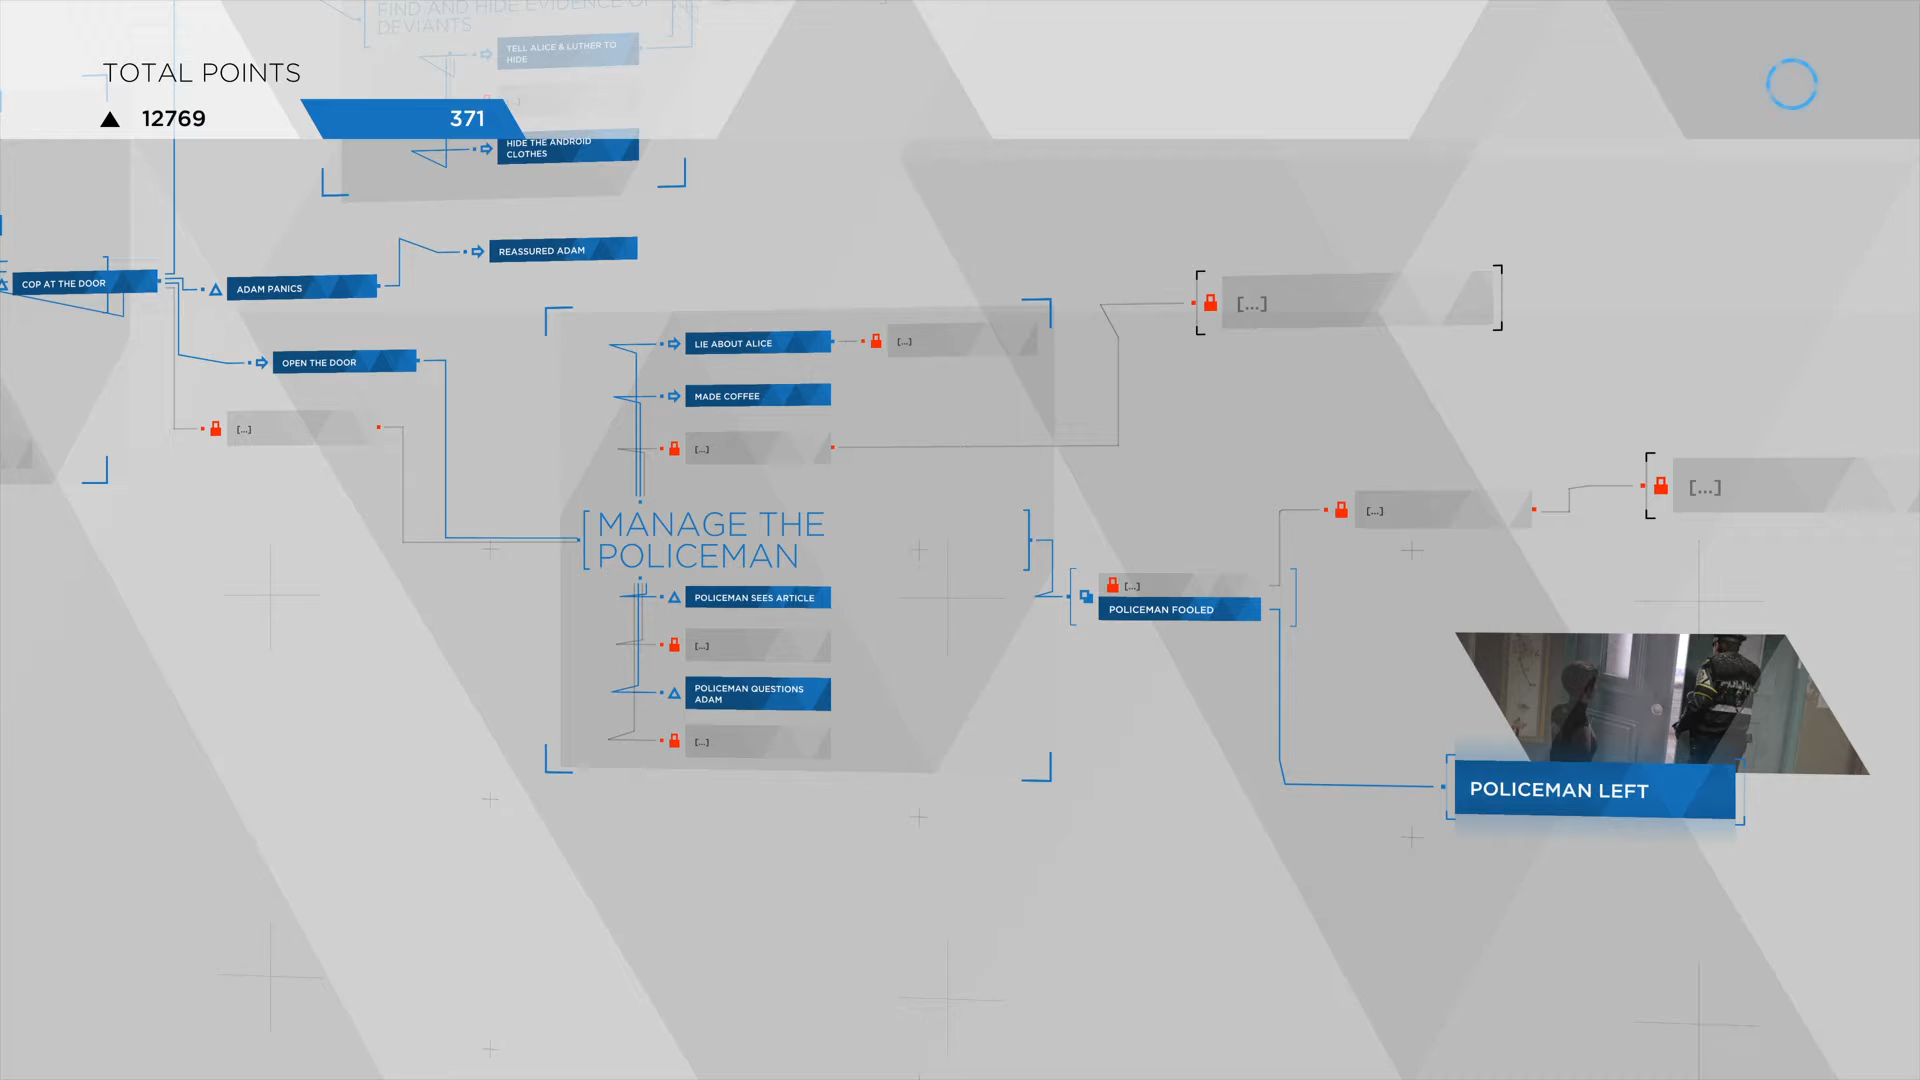 FIND AND HIDE EVIDENCE OF
DEVIANTS
TELL ALICE & LUTHER TO
HIDE
TOTAL POINTS
12769
371
[...]
HIDE THE ANDROID
CLOTHES
REASSURED ADAM
COP AT THE DOOR
ADAM PANICS
[...]
LIE ABOUT ALICE
[...]
OPEN THE DOOR
MADE COFFEE
[...]
[...]
[...]
[...]
MANAGE THE
POLICEMAN
[...]
[...]
POLICEMAN SEES ARTICLE
POLICEMAN FOOLED
[...]
POLICEMAN QUESTIONS
ADAM
[...]
POLICEMAN LEFT